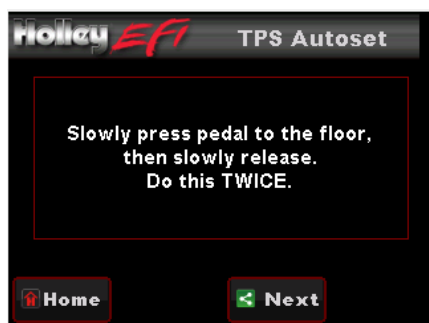 Holley EFI TPS Autoset
Slowly press pedal to the floor,
then slowly release.
Do this TWICE.
Home Next